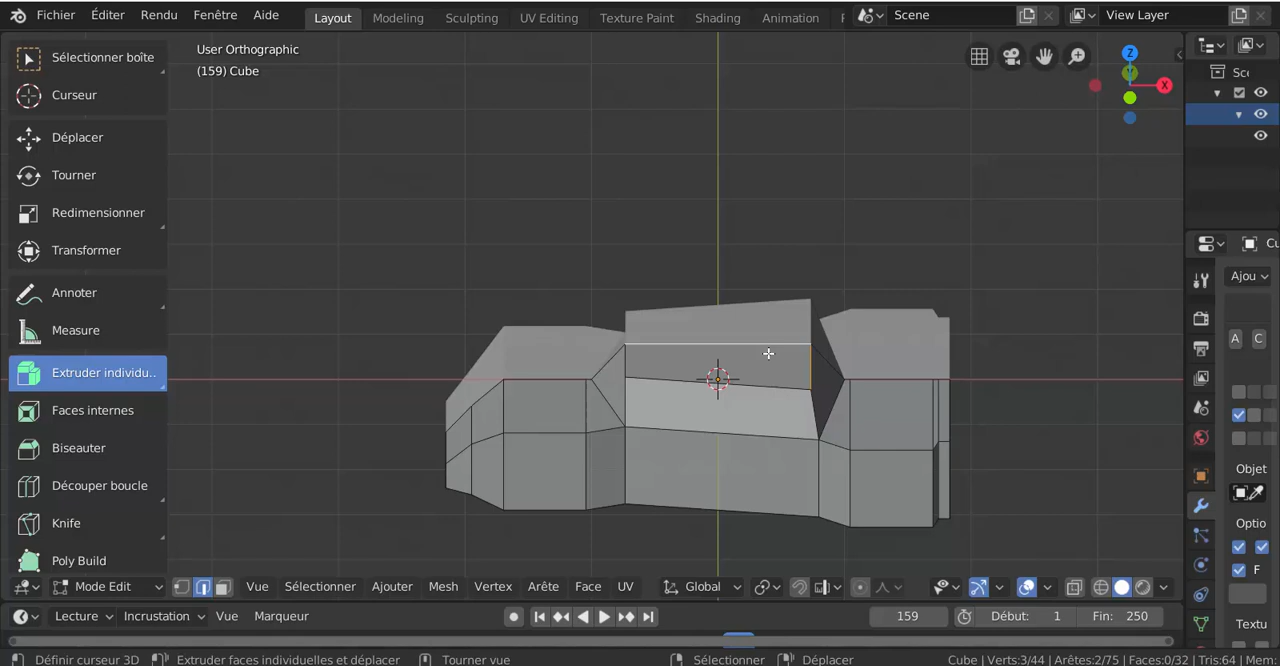 Fichier Éditer Rendu Fenêtre Aide Layout Modeling Sculpting UV Editing Texture Paint Shading Animation Scene View Layer
Sélectionner boîte
Curseur
Déplacer
Tourner
Redimensionner
Transformer
Annoter
Measure
Extruder individu..
Faces internes
Biseauter
Découper boucle
Knife
Poly Build
User Orthographic
(159) Cube
Z
Y
X
Sce
Cu
Ajou
A C
Objet
Optio
F
Textu
Mode Edit Vue Sélectionner Ajouter Mesh Vertex Arête Face UV Global
Lecture Incrustation Vue Marqueur 159 Début: 1 Fin: 250
Définir curseur 3D Extruder faces individuelles et déplacer Tourner vue Sélectionner Déplacer Cube | Verts:3/44 | Arêtes:2/75 | Faces:0/32 | Tris:64 | Mem: